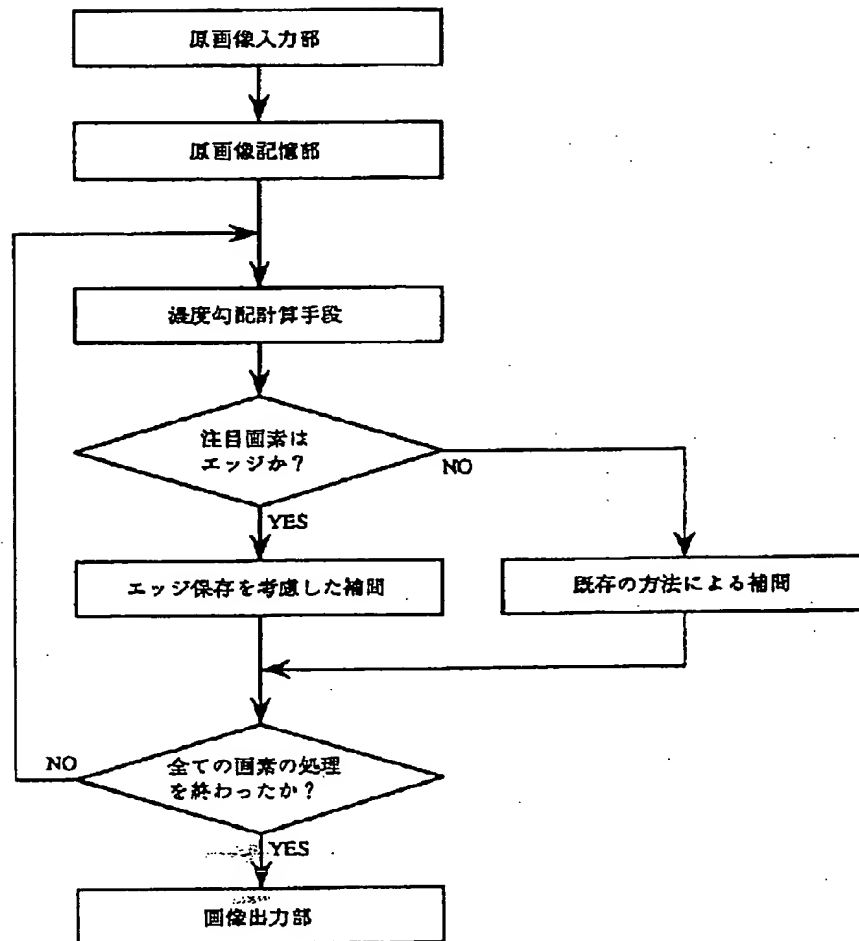 原画像入力部
原画像記憶部
濃度勾配計算手段
注目画素は
エッジか?
NO
YES
エッジ保存を考慮した補間
既存の方法による補間
NO
全ての画素の処理
を終わったか?
YES
画像出力部